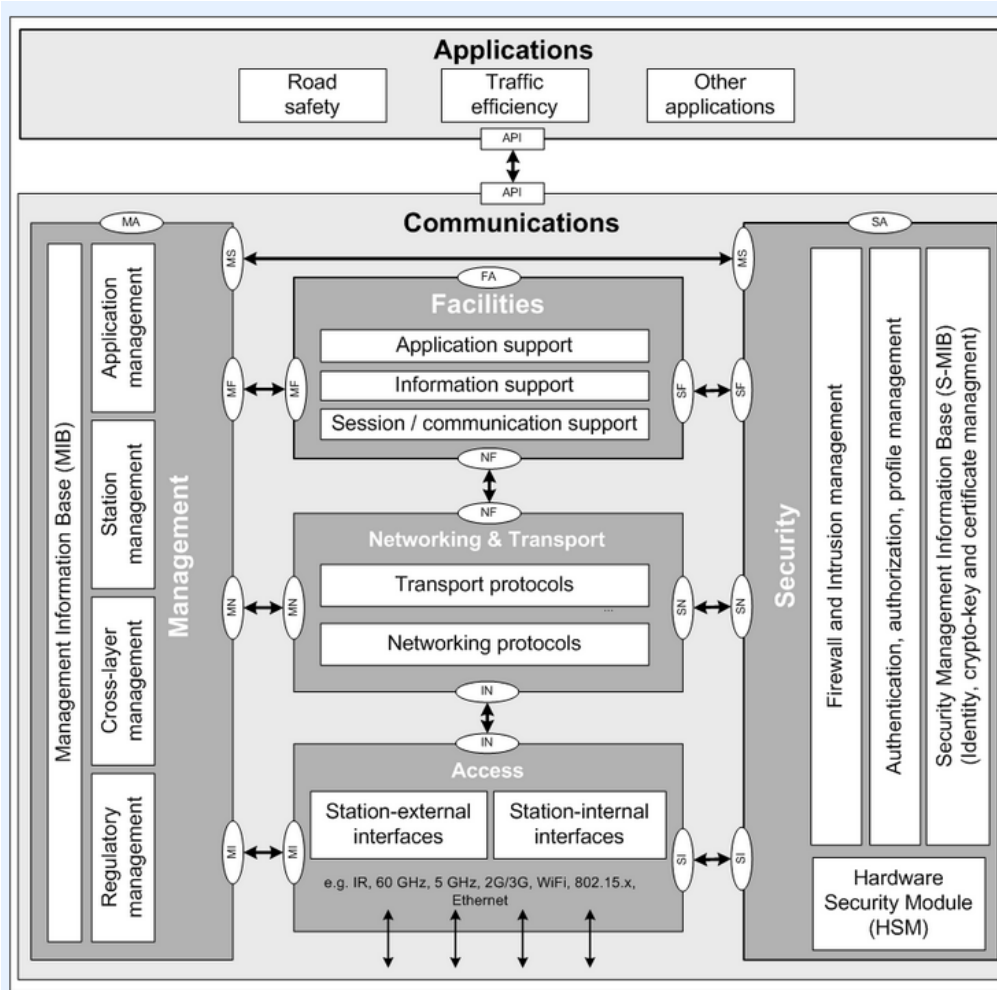 Applications
Road
safety
Traffic
efficiency
Other
applications
API
API
Communications
MA
SA
MS
MS
Management Information Base (MIB)
Application
management
Station
management
Cross-layer
management
Regulatory
management
Management
FA
Facilities
Application support
Information support
Session / communication support
MF
MF
SF
SF
NF
NF
Networking & Transport
Transport protocols
...
Networking protocols
MN
MN
SN
SN
IN
IN
Access
Station-external
interfaces
Station-internal
interfaces
e.g. IR, 60 GHz, 5 GHz, 2G/3G, WiFi, 802.15.x,
Ethernet
MI
MI
SI
SI
Security
Firewall and Intrusion management
Authentication, authorization, profile management
Security Management Information Base (S-MIB)
(Identity, crypto-key and certificate managment)
Hardware
Security Module
(HSM)